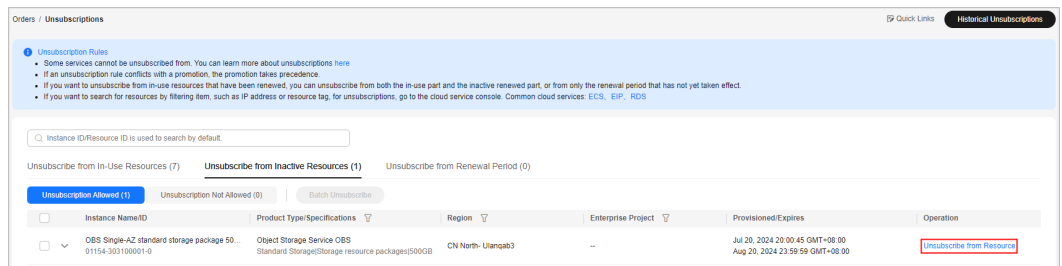 Orders / Unsubscriptions
Quick Links
Historical Unsubscriptions
Unsubscription Rules
Some services cannot be unsubscribed from. You can learn more about unsubscriptions here
If an unsubscription rule conflicts with a promotion, the promotion takes precedence.
If you want to unsubscribe from in-use resources that have been renewed, you can unsubscribe from both the in-use part and the inactive renewed part, or from only the renewal period that has not yet taken effect.
If you want to search for resources by filtering item, such as IP address or resource tag, for unsubscriptions, go to the cloud service console. Common cloud services: ECS、EIP、RDS
Instance ID/Resource ID is used to search by default.
Unsubscribe from In-Use Resources (7) Unsubscribe from Inactive Resources (1) Unsubscribe from Renewal Period (0)
Unsubscription Allowed (1) Unsubscription Not Allowed (0) Batch Unsubscribe
Instance Name/ID Product Type/Specifications Region Enterprise Project Provisioned/Expires Operation
OBS Single-AZ standard storage package 50... Object Storage Service OBS CN North- Ulanqab3 -- Jul 20, 2024 20:00:45 GMT+08:00 Unsubscribe from Resource
01154-303100001-0 Standard Storage|Storage resource packages|500GB Aug 20, 2024 23:59:59 GMT+08:00